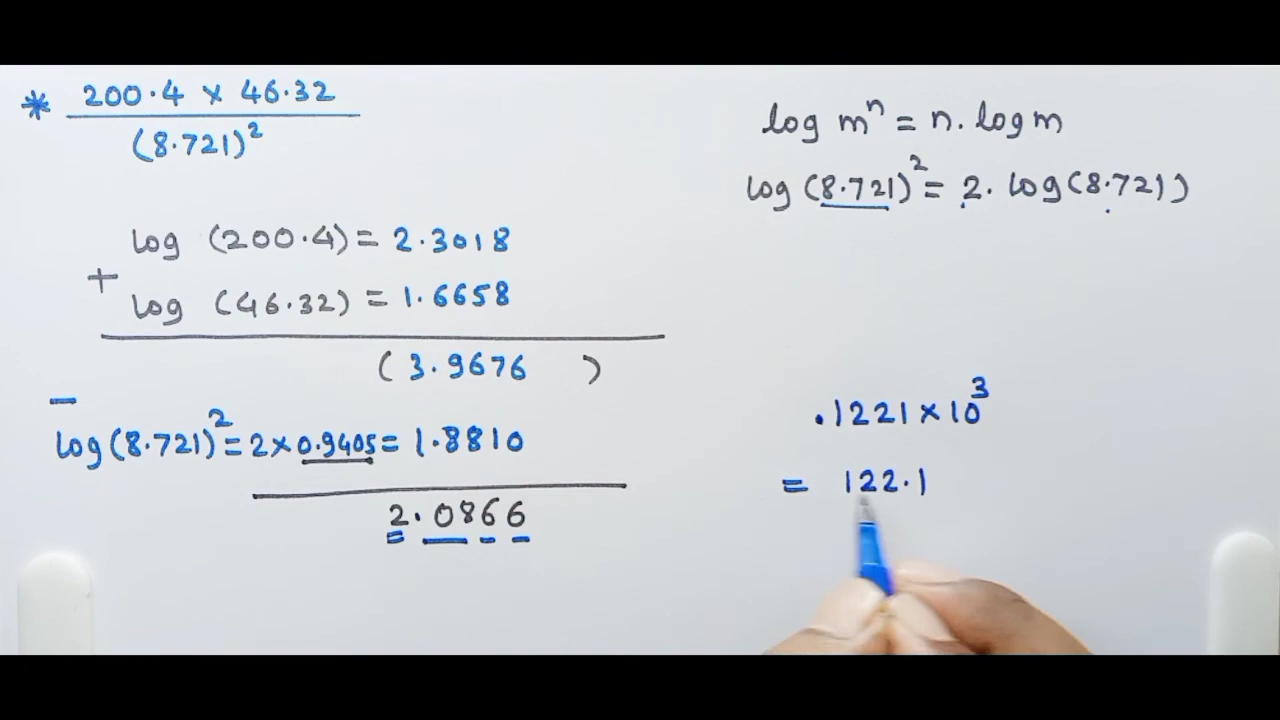 * 200.4 × 46.32
(8.721)²
log (200.4) = 2.3018
+ log (46.32) = 1.6658
(3.9676 )
− log(8.721)² = 2×0.9405 = 1.8810
2.0866
log mⁿ = n. log m
log (8.721)² = 2. log(8.721)
.1221×10³
= 122.1